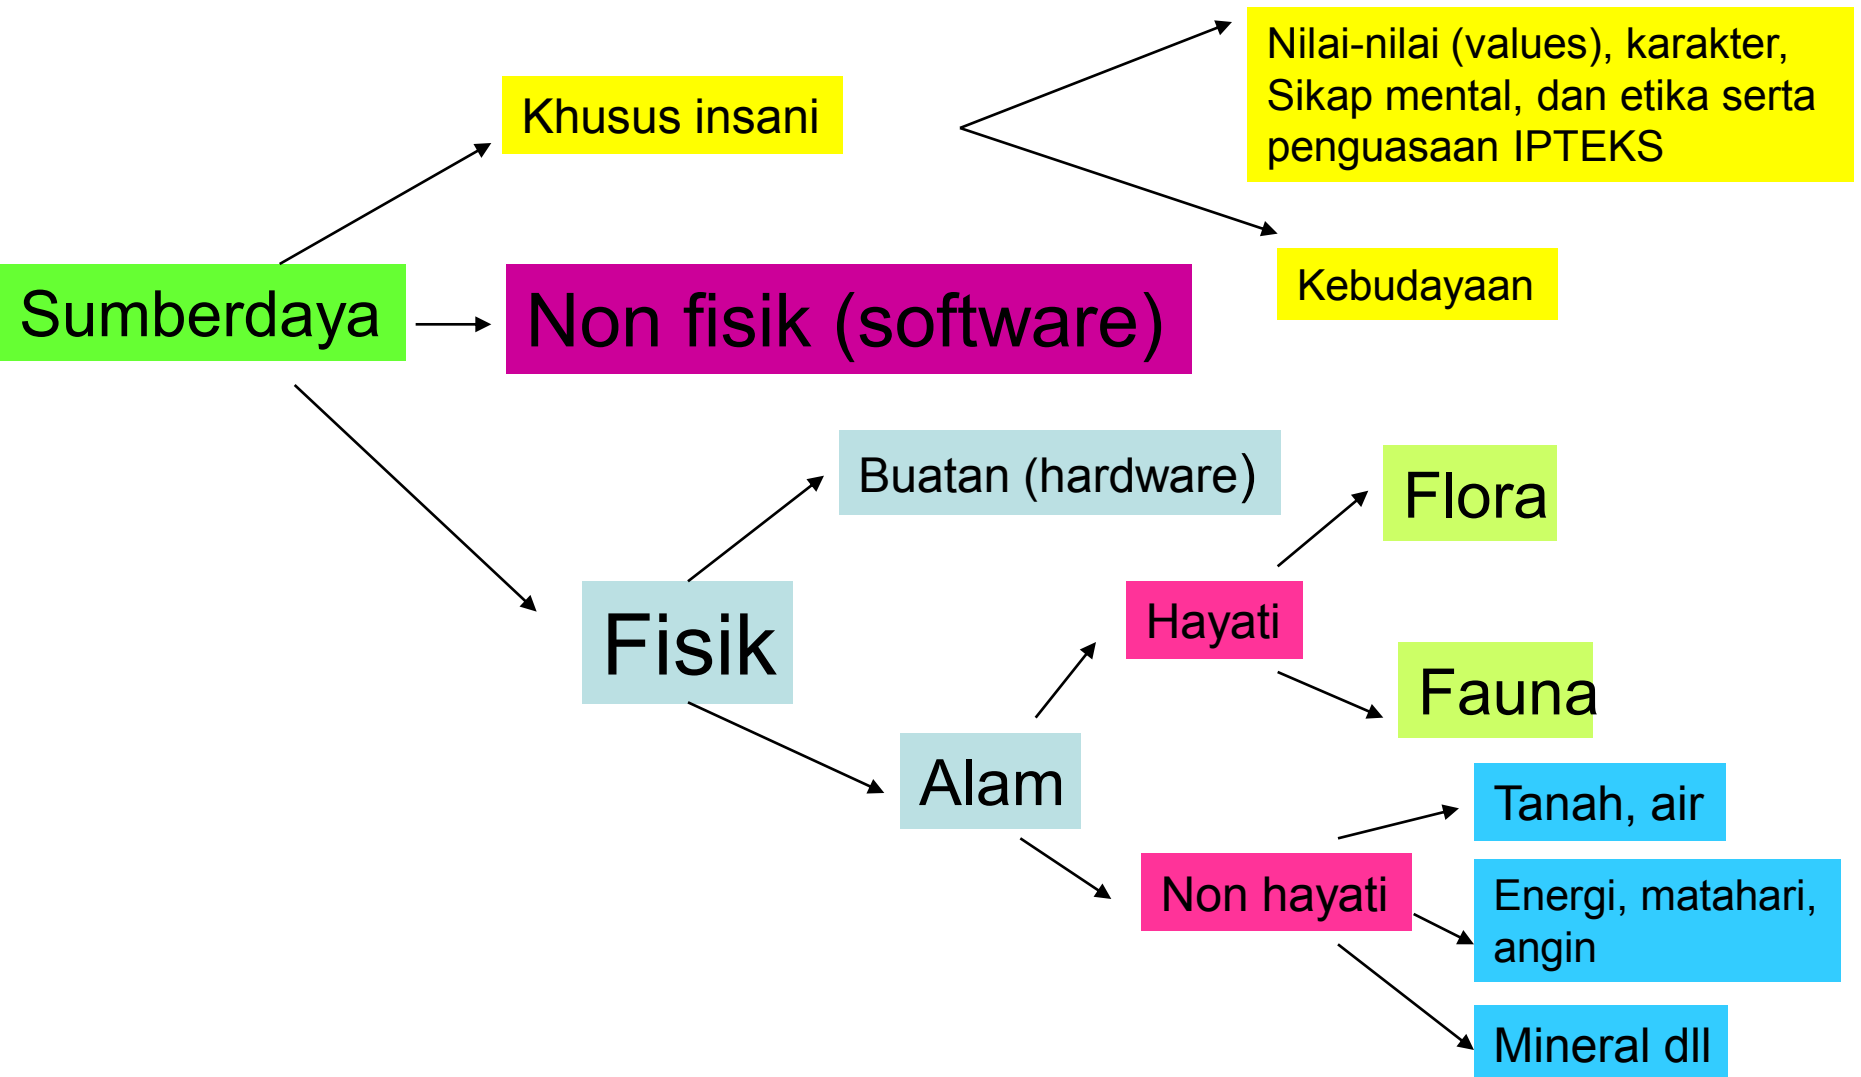 Nilai-nilai (values), karakter,
Sikap mental, dan etika serta
penguasaan IPTEKS
Khusus insani
Kebudayaan
Sumberdaya
Non fisik (software)
Buatan (hardware)
Flora
Fisik
Hayati
Fauna
Alam
Tanah, air
Non hayati
Energi, matahari,
angin
Mineral dll